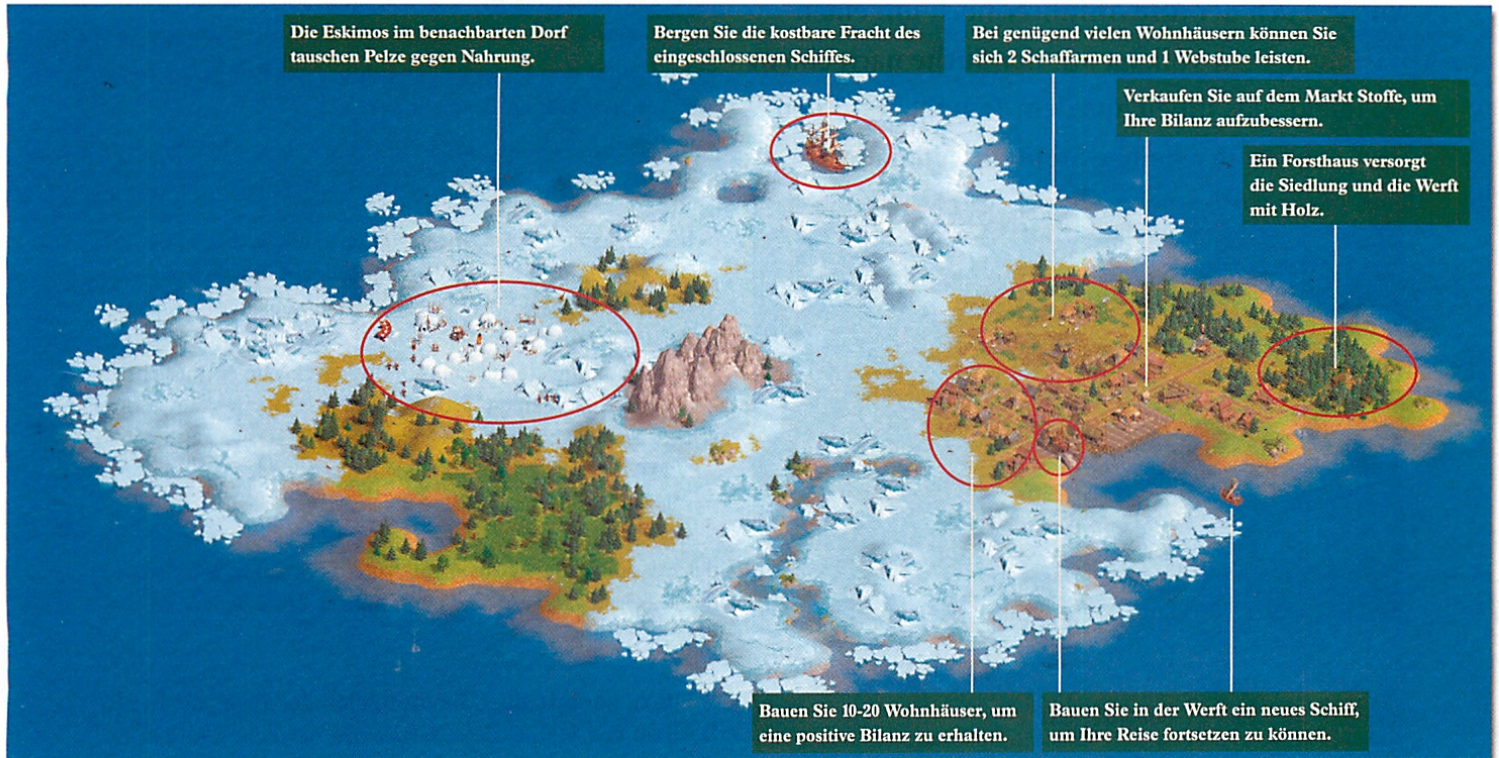 Die Eskimos im benachbarten Dorf
tauschen Pelze gegen Nahrung.
Bergen Sie die kostbare Fracht des
eingeschlossenen Schiffes.
Bei genügend vielen Wohnhäusern können Sie
sich 2 Schaffarmen und 1 Webstube leisten.
Verkaufen Sie auf dem Markt Stoffe, um
Ihre Bilanz aufzubessern.
Ein Forsthaus versorgt
die Siedlung und die Werft
mit Holz.
Bauen Sie 10-20 Wohnhäuser, um
eine positive Bilanz zu erhalten.
Bauen Sie in der Werft ein neues Schiff,
um Ihre Reise fortsetzen zu können.